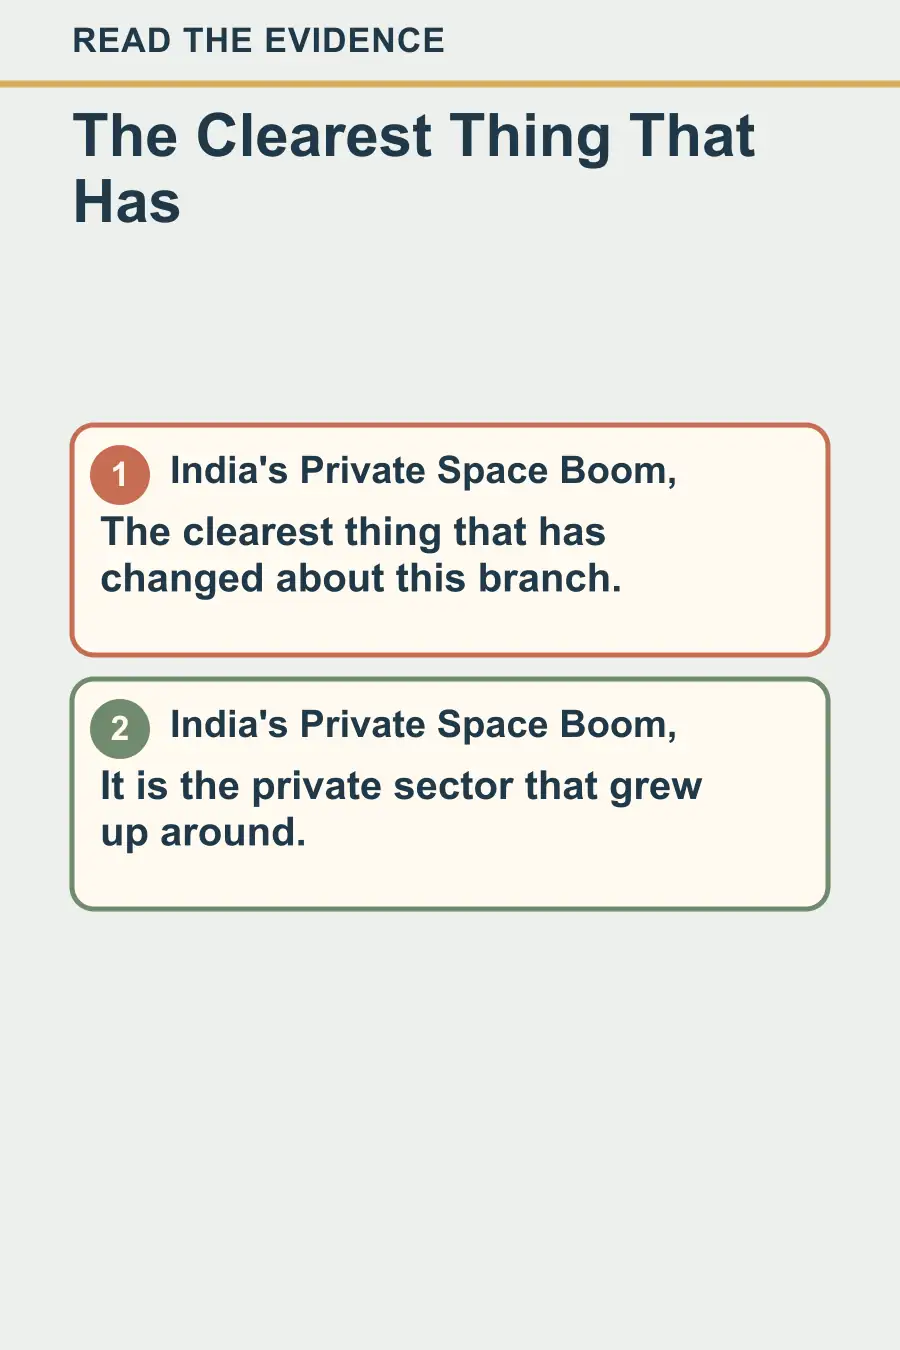 READ THE EVIDENCE
The Clearest Thing That
Has
1 India's Private Space Boom,
The clearest thing that has
changed about this branch.
2 India's Private Space Boom,
It is the private sector that grew
up around.